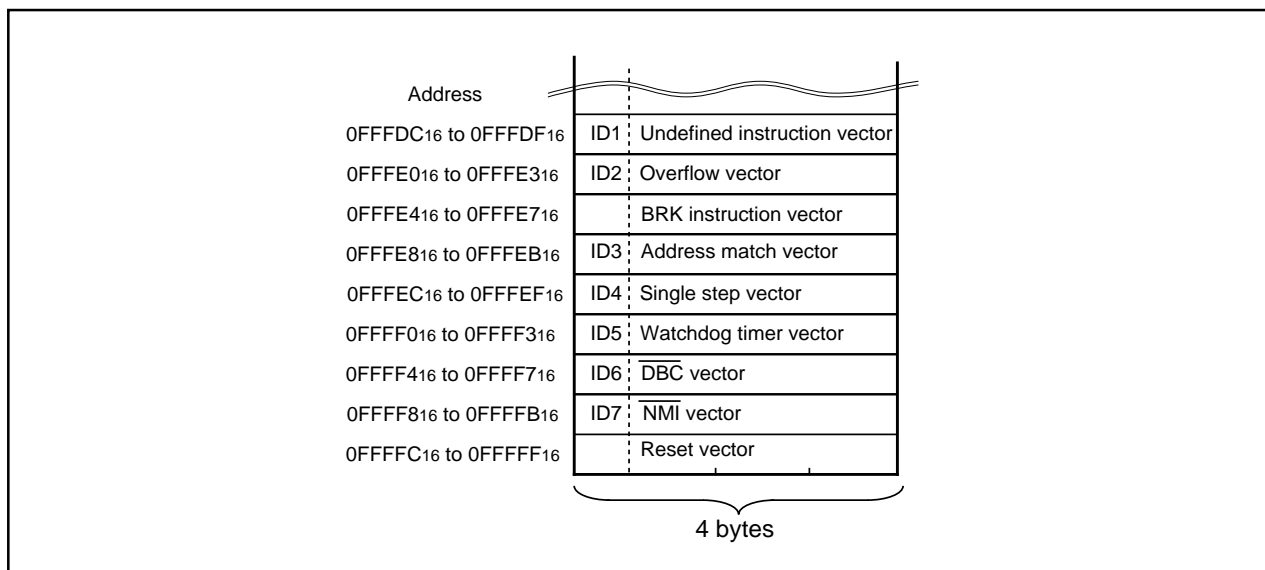 Address
0FFFDC16 to 0FFFDF16 ID1 Undefined instruction vector
0FFFE016 to 0FFFE316 ID2 Overflow vector
0FFFE416 to 0FFFE716 BRK instruction vector
0FFFE816 to 0FFFEB16 ID3 Address match vector
0FFFEC16 to 0FFFEF16 ID4 Single step vector
0FFFF016 to 0FFFF316 ID5 Watchdog timer vector
0FFFF416 to 0FFFF716 ID6 D̅B̅C̅ vector
0FFFF816 to 0FFFFB16 ID7 N̅M̅I̅ vector
0FFFFC16 to 0FFFFF16 Reset vector
4 bytes